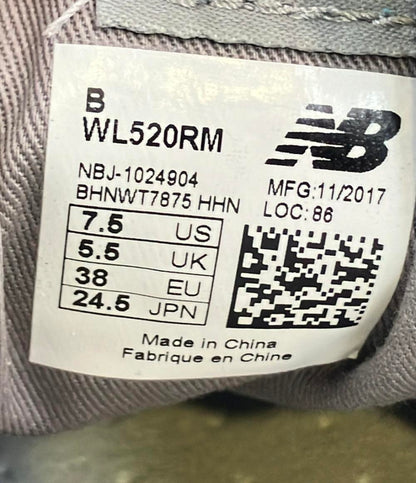 B
WL520RM
NB
NBJ-1024904
BHNWT7875 HHN
MFG:11/2017
LOC: 86
7.5 US
5.5 UK
38 EU
24.5 JPN
Made in China
Fabrique en Chine